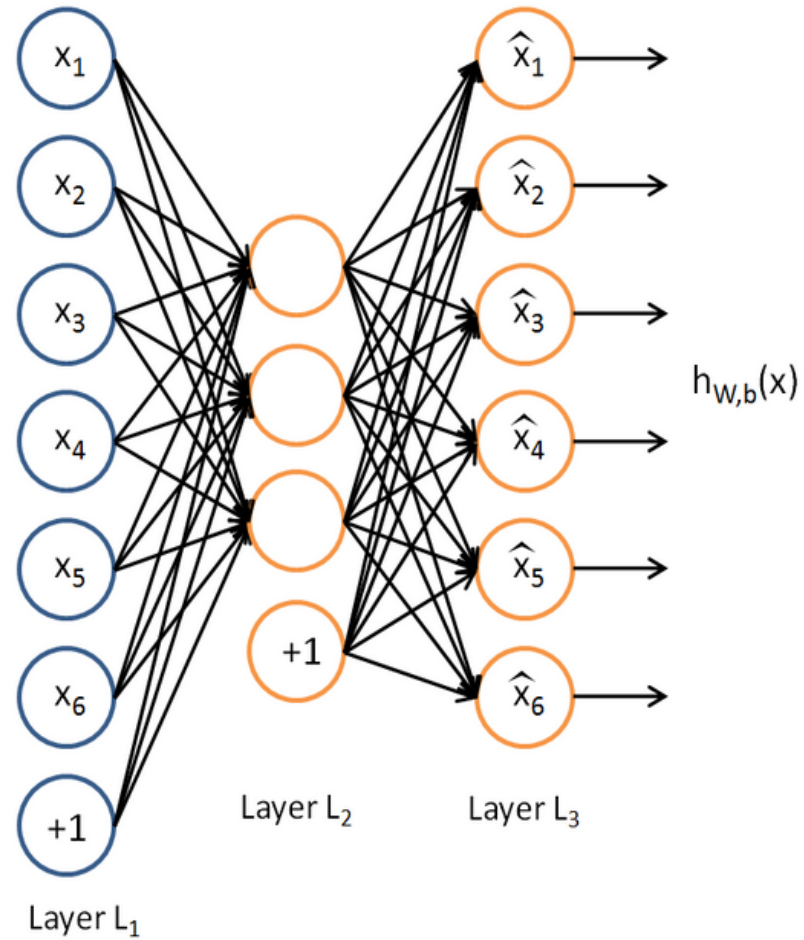 x₁
x₂
x₃
x₄
x₅
x₆
+1
Layer L₁
+1
Layer L₂
x̂₁
x̂₂
x̂₃
x̂₄
x̂₅
x̂₆
Layer L₃
h_W,b(x)